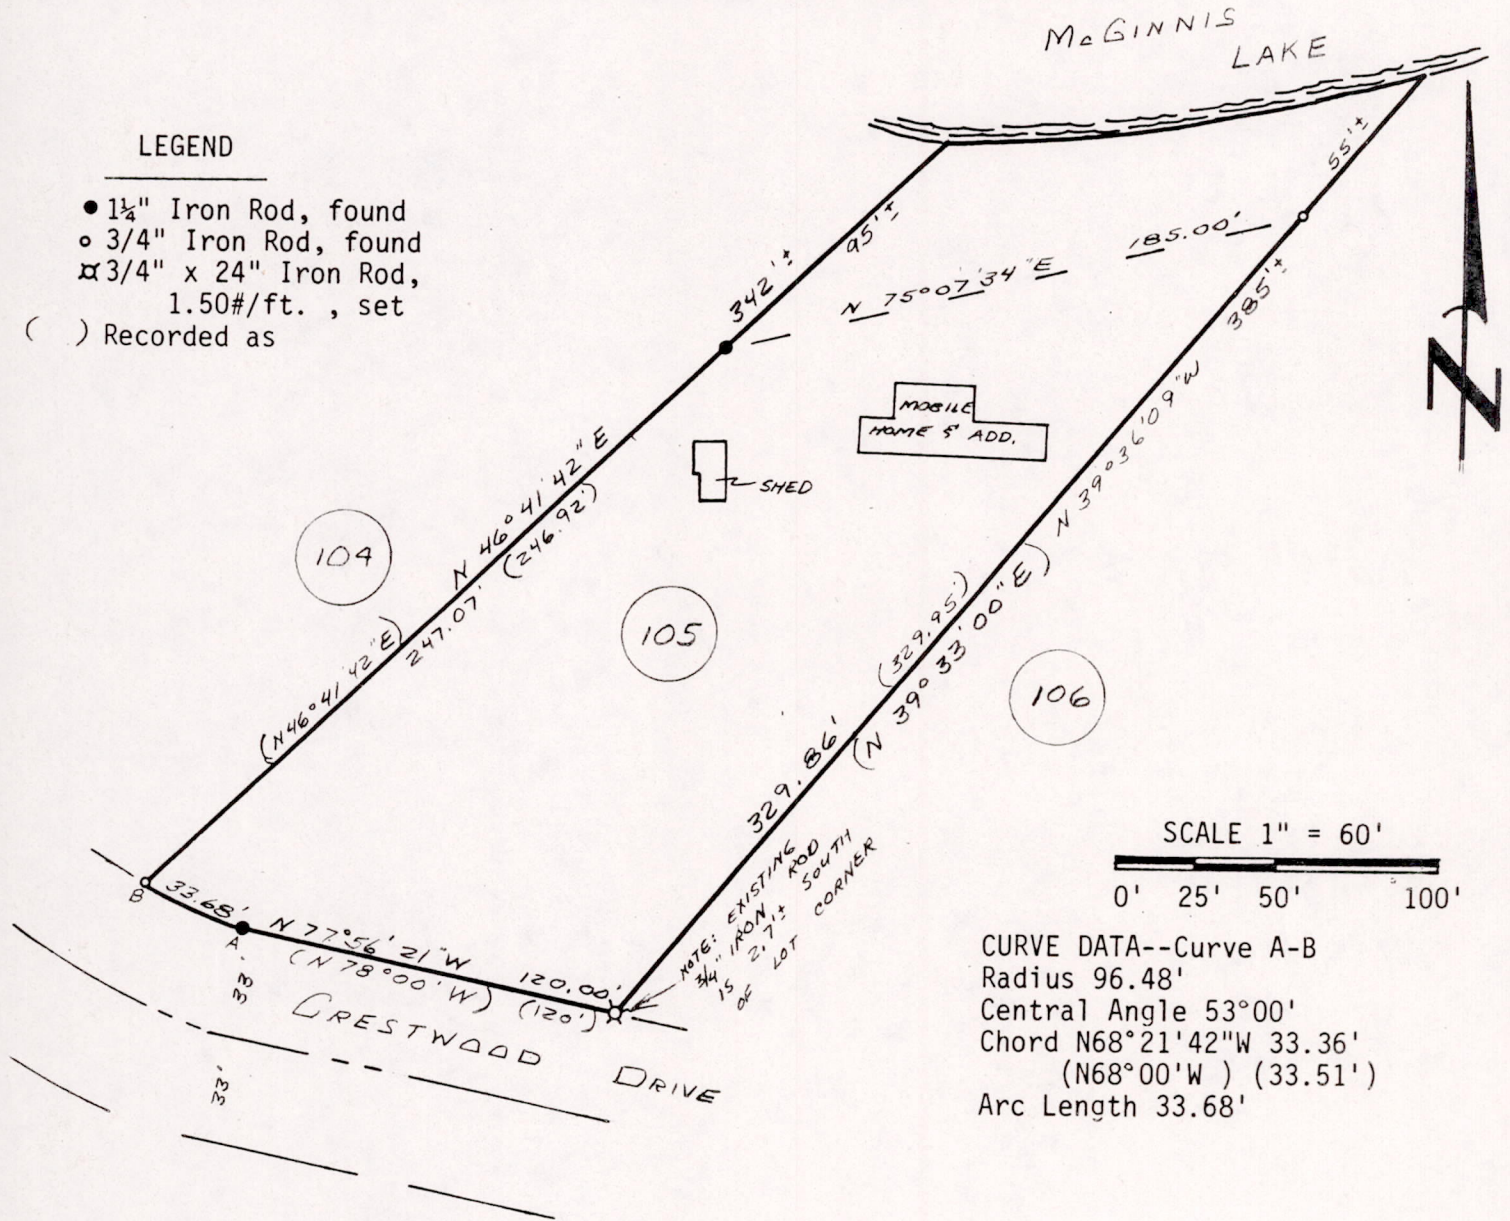 McGINNIS
LAKE
LEGEND
1¼" Iron Rod, found
3/4" Iron Rod, found
3/4" x 24" Iron Rod,
1.50#/ft. , set
( ) Recorded as
55'±
95'±
185.00'
N 75°07'34"E
342'±
385'±
MOBILE
HOME & ADD.
SHED
N 46°41'42"E
(246.92')
N 39°36'09"W
104
247.07'
(N46°41'42"E)
105
(329.95')
(N 39°33'00"E)
106
329.86'
NOTE: EXISTING
3/4" IRON ROD
IS 2.7'± SOUTH
OF LOT CORNER
B
33.68'
A
N 77°56'21"W
(N 78°00'W)
120.00'
(120')
33'
CRESTWOOD DRIVE
33'
N
SCALE 1" = 60'
0' 25' 50' 100'
CURVE DATA--Curve A-B
Radius 96.48'
Central Angle 53°00'
Chord N68°21'42"W 33.36'
(N68°00'W ) (33.51')
Arc Length 33.68'